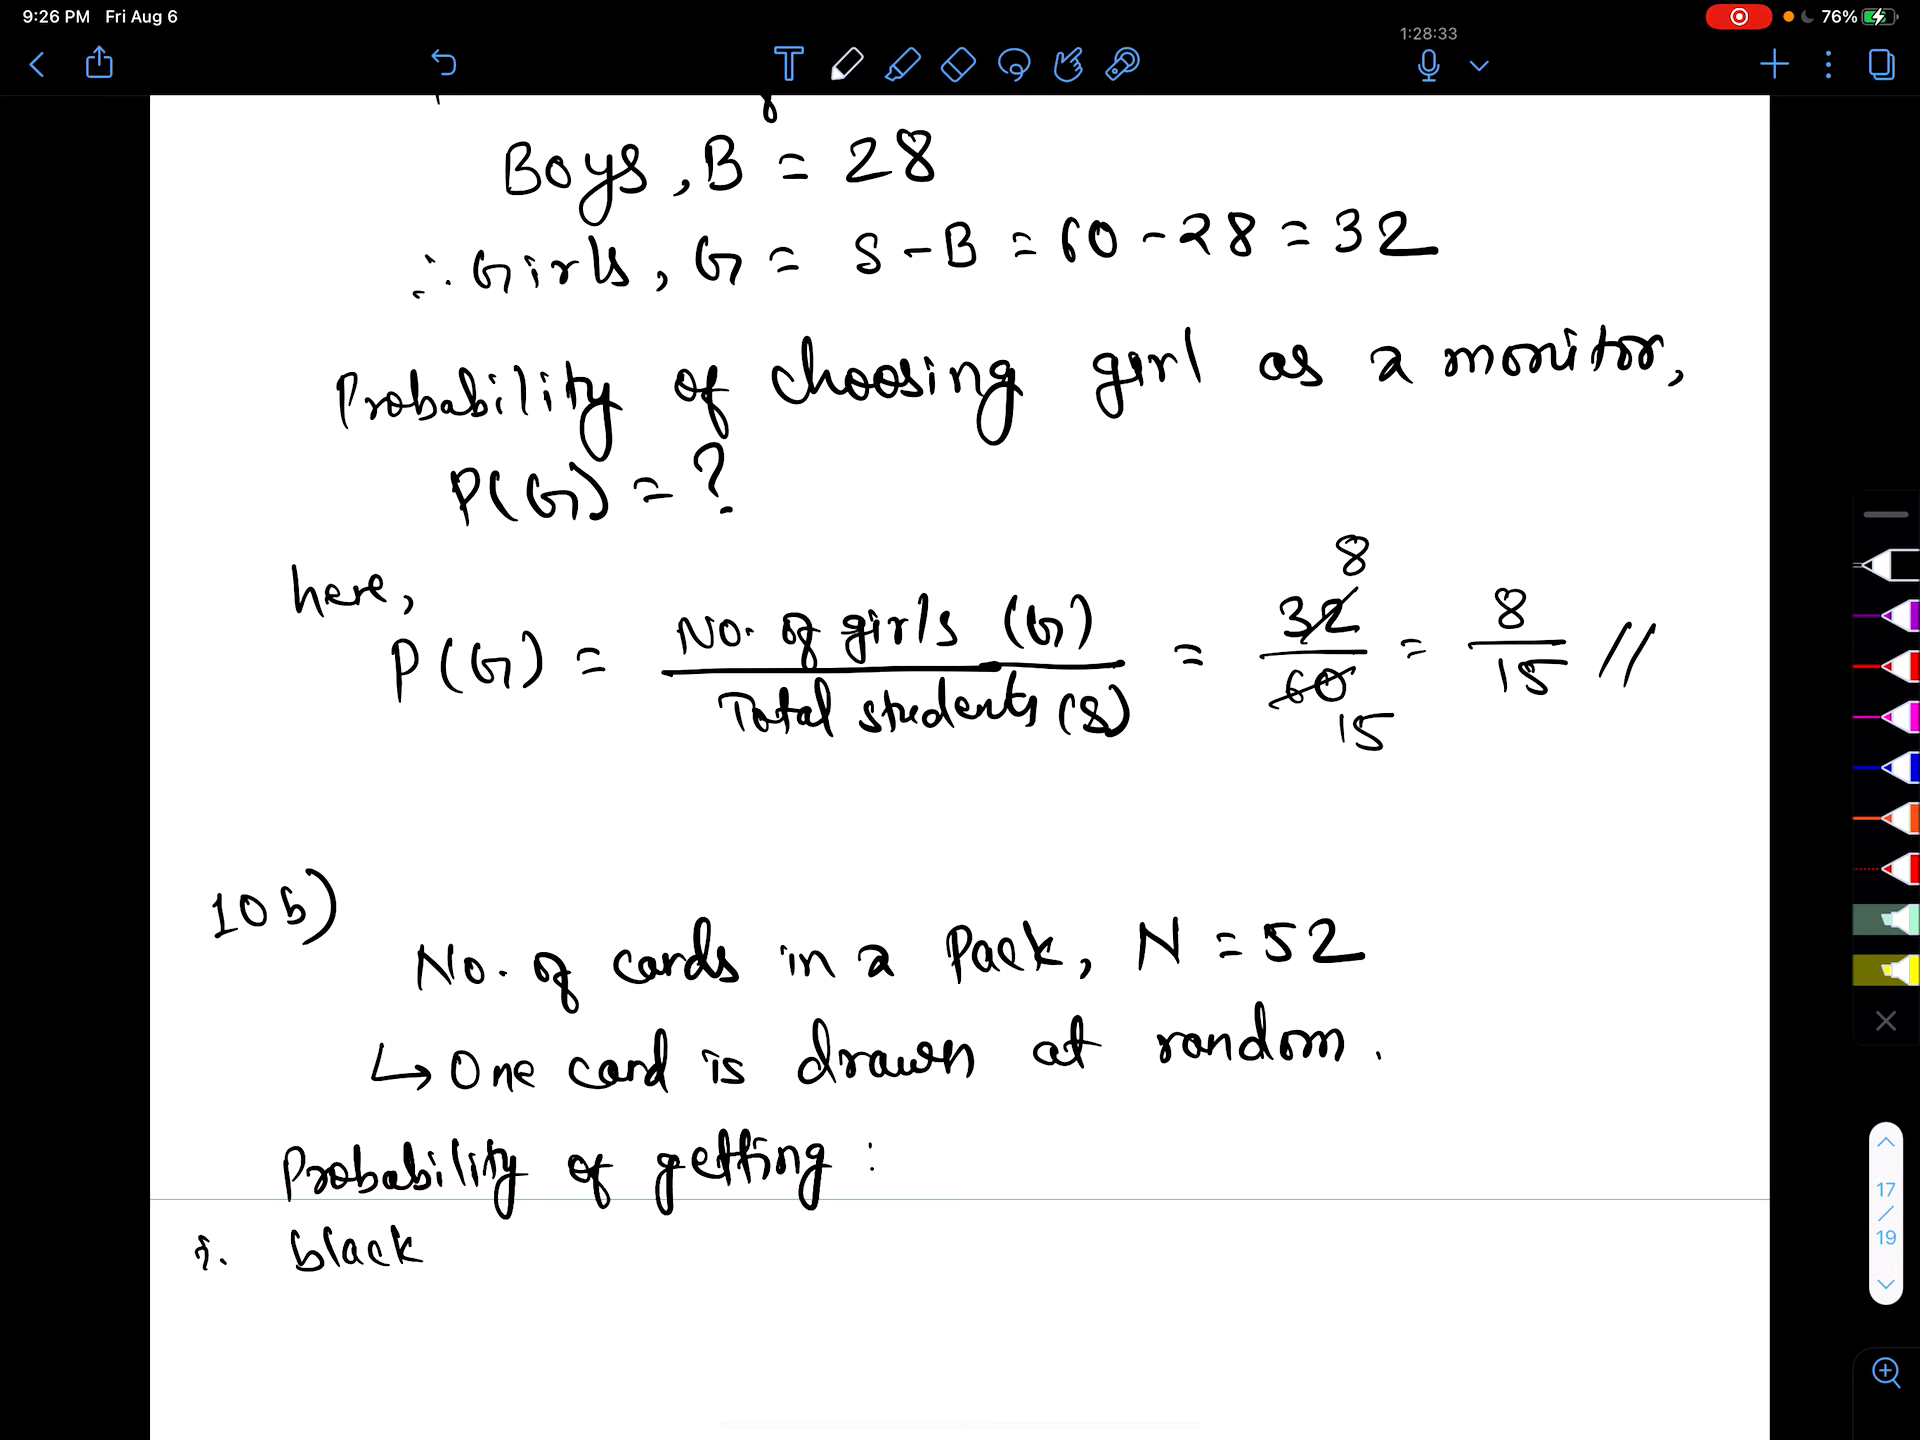 9:26 PM Fri Aug 6
76%
1:28:33
Boys, B = 28
∴ Girls, G = S - B = 60 - 28 = 32
Probability of choosing girl as a monitor,
P(G) = ?
here,
8
P(G) = No. of girls (G) / Total students (S) = 32/60 = 8/15 //
15
10b)
No. of cards in a Pack, N = 52
↳ One card is drawn at random.
Probability of getting :
i. black
17
/
19